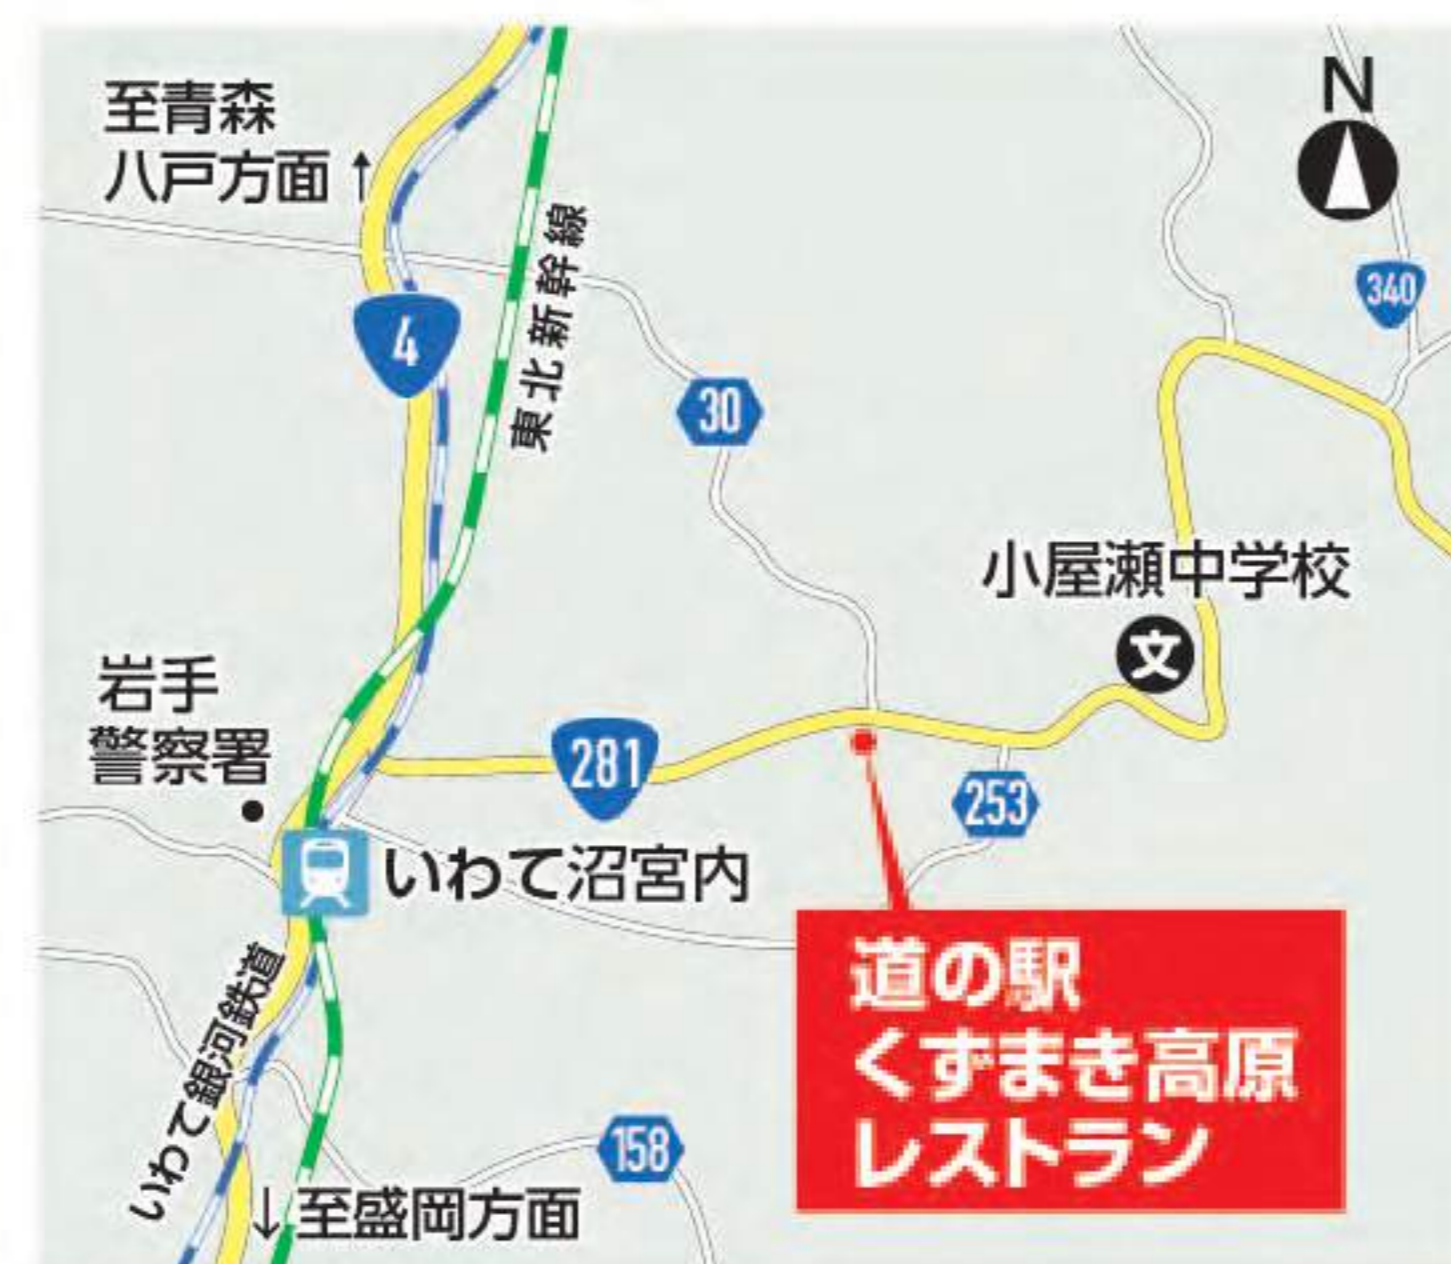 至青森
八戸方面↑
N
340
4
東北新幹線
30
小屋瀬中学校
文
岩手
警察署
281
253
いわて沼宮内
道の駅
くずまき高原
レストラン
いわて銀河鉄道
158
↓至盛岡方面